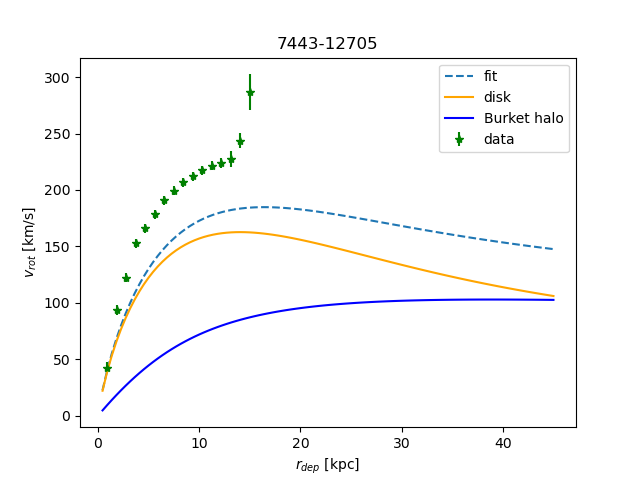 7443-12705
300
250
200
150
100
50
0
v_rot [km/s]
fit
disk
Burket halo
data
0 10 20 30 40
r_dep [kpc]